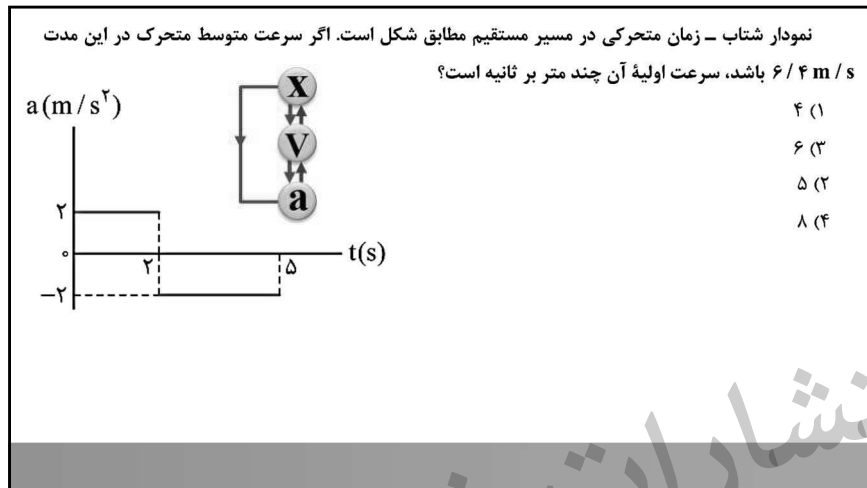 نمودار شتاب ـ زمان متحرکی در مسیر مستقیم مطابق شکل است. اگر سرعت متوسط متحرک در این مدت
۶/۴ m/s باشد، سرعت اولیهٔ آن چند متر بر ثانیه است؟
۱) ۴
۳) ۶
۲) ۵
۴) ۸
x
v
a
a(m/s۲)
۲
۰
−۲
۲
۵
t(s)